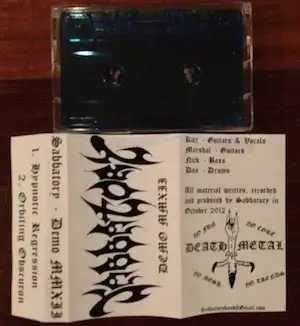 Sabbatory - Demo MMXII
1. Hypnotic Regression
2. Orbiting Obscuron
SABBATORY
DEMO MMXII
Kier - Guitars & Vocals
Marshal - Guitars
Nick - Bass
Dan - Drums
All material written, recorded
and produced by Sabbatory in
October 2012
NO FUN
NO CORE
DEATH METAL
NO MOSH
NO TRENDS